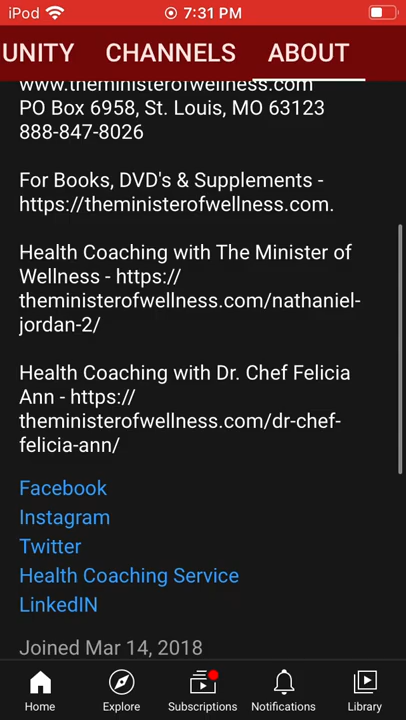 iPod 7:31 PM
UNITY CHANNELS ABOUT
www.theministerofwellness.com
PO Box 6958, St. Louis, MO 63123
888-847-8026
For Books, DVD's & Supplements -
https://theministerofwellness.com.
Health Coaching with The Minister of
Wellness - https://
theministerofwellness.com/nathaniel-
jordan-2/
Health Coaching with Dr. Chef Felicia
Ann - https://
theministerofwellness.com/dr-chef-
felicia-ann/
Facebook
Instagram
Twitter
Health Coaching Service
LinkedIN
Joined Mar 14, 2018
Home Explore Subscriptions Notifications Library